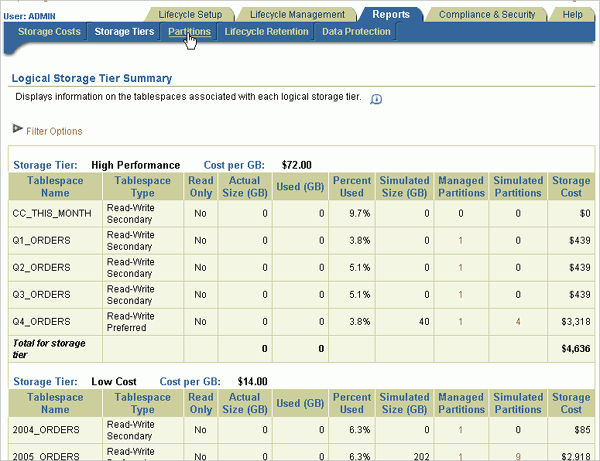 Lifecycle Setup Lifecycle Management Reports Compliance & Security Help
User: ADMIN
Storage Costs Storage Tiers Partitions Lifecycle Retention Data Protection
Logical Storage Tier Summary
Displays information on the tablespaces associated with each logical storage tier.
Filter Options
Storage Tier: High Performance Cost per GB: $72.00
Tablespace Name Tablespace Type Read Only Actual Size (GB) Used (GB) Percent Used Simulated Size (GB) Managed Partitions Simulated Partitions Storage Cost
CC_THIS_MONTH Read-Write Secondary No 0 0 9.7% 0 0 0 $0
Q1_ORDERS Read-Write Secondary No 0 0 3.8% 0 1 0 $439
Q2_ORDERS Read-Write Secondary No 0 0 5.1% 0 1 0 $439
Q3_ORDERS Read-Write Secondary No 0 0 5.1% 0 1 0 $439
Q4_ORDERS Read-Write Preferred No 0 0 3.8% 40 1 4 $3,318
Total for storage tier 0 0 $4,636
Storage Tier: Low Cost Cost per GB: $14.00
Tablespace Name Tablespace Type Read Only Actual Size (GB) Used (GB) Percent Used Simulated Size (GB) Managed Partitions Simulated Partitions Storage Cost
2004_ORDERS Read-Write Secondary No 0 0 6.3% 0 1 0 $85
2005_ORDERS Read-Write No 0 0 6.3% 202 1 9 $2,918